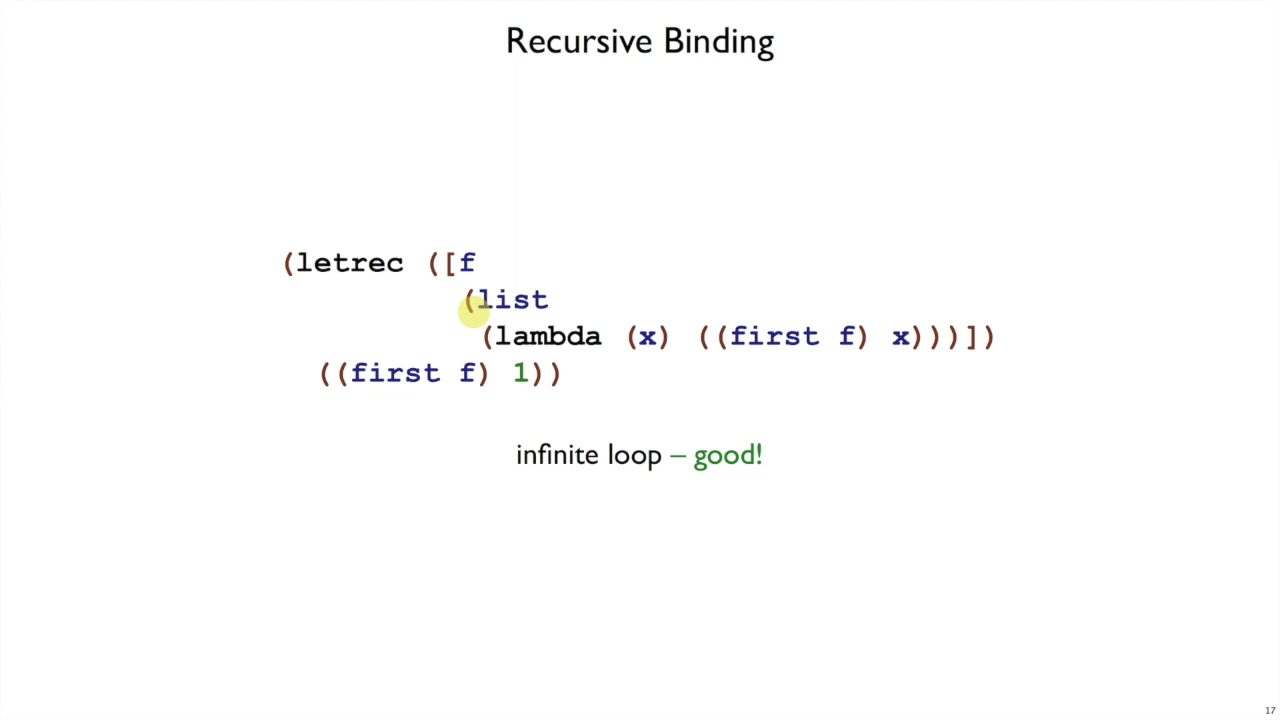 Recursive Binding
(letrec ([f
(list
(lambda (x) ((first f) x)))])
((first f) 1))
infinite loop – good!
17